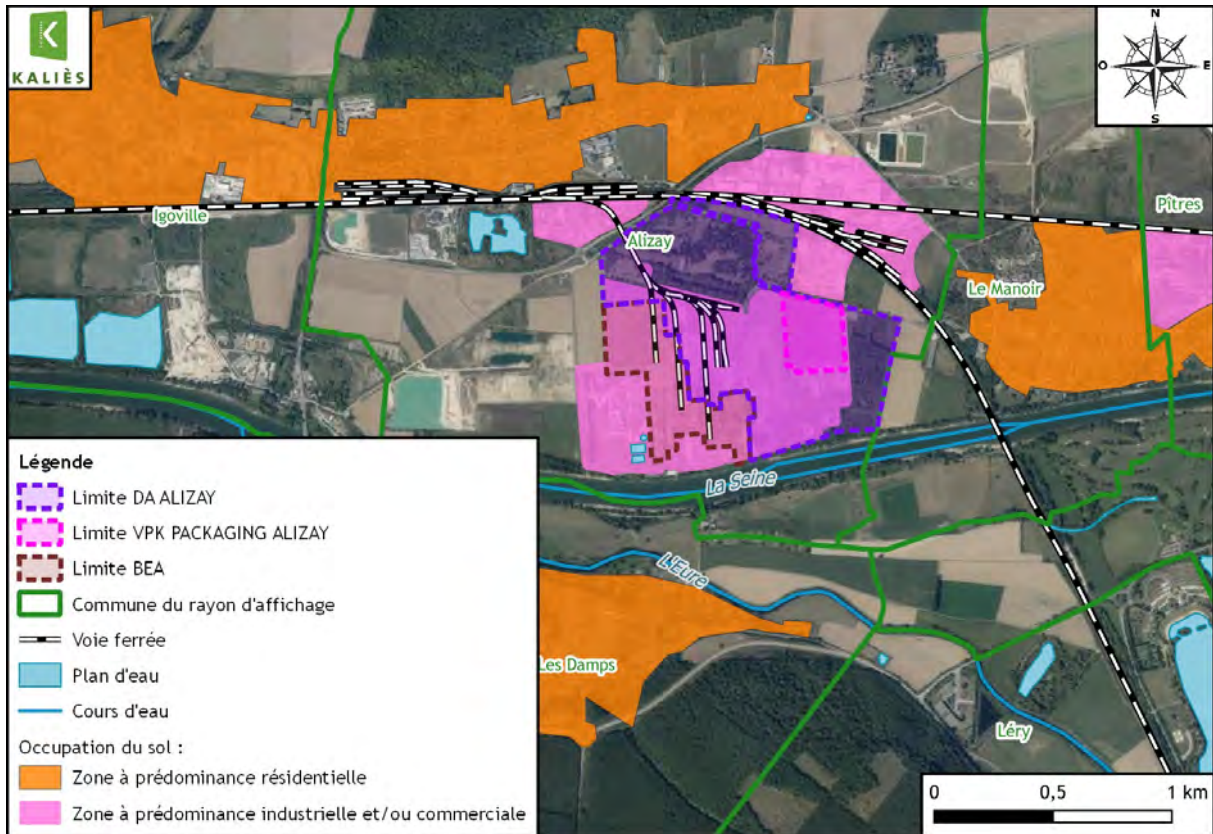 KALIÈS
N
O
E
S
Igoville
Alizay
Pîtres
Le Manoir
La Seine
L'Eure
Les Damps
Léry
Légende
Limite DA ALIZAY
Limite VPK PACKAGING ALIZAY
Limite BEA
Commune du rayon d'affichage
Voie ferrée
Plan d'eau
Cours d'eau
Occupation du sol :
Zone à prédominance résidentielle
Zone à prédominance industrielle et/ou commerciale
0 0,5 1 km